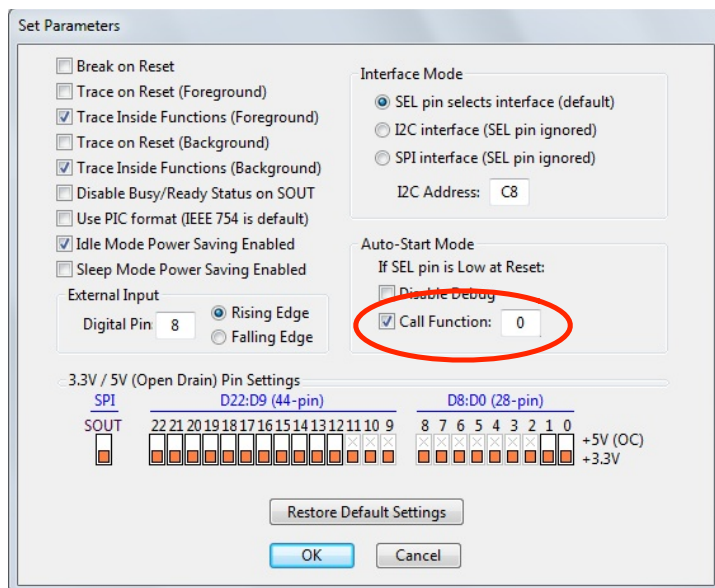 Set Parameters
Break on Reset
Trace on Reset (Foreground)
Trace Inside Functions (Foreground)
Trace on Reset (Background)
Trace Inside Functions (Background)
Disable Busy/Ready Status on SOUT
Use PIC format (IEEE 754 is default)
Idle Mode Power Saving Enabled
Sleep Mode Power Saving Enabled
External Input
Digital Pin: 8
Rising Edge
Falling Edge
Interface Mode
SEL pin selects interface (default)
I2C interface (SEL pin ignored)
SPI interface (SEL pin ignored)
I2C Address: C8
Auto-Start Mode
If SEL pin is Low at Reset:
Disable Debug
Call Function: 0
3.3V / 5V (Open Drain) Pin Settings
SPI D22:D9 (44-pin) D8:D0 (28-pin)
SOUT 22 21 20 19 18 17 16 15 14 13 12 11 10 9 8 7 6 5 4 3 2 1 0
+5V (OC)
+3.3V
Restore Default Settings
OK Cancel